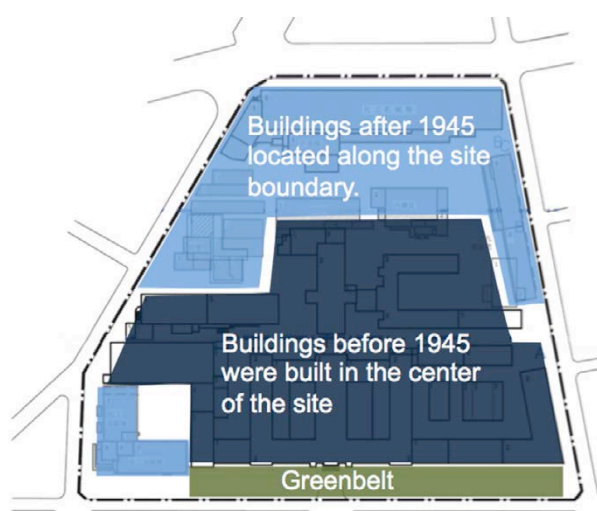 Buildings after 1945
located along the site
boundary.
Buildings before 1945
were built in the center
of the site
Greenbelt